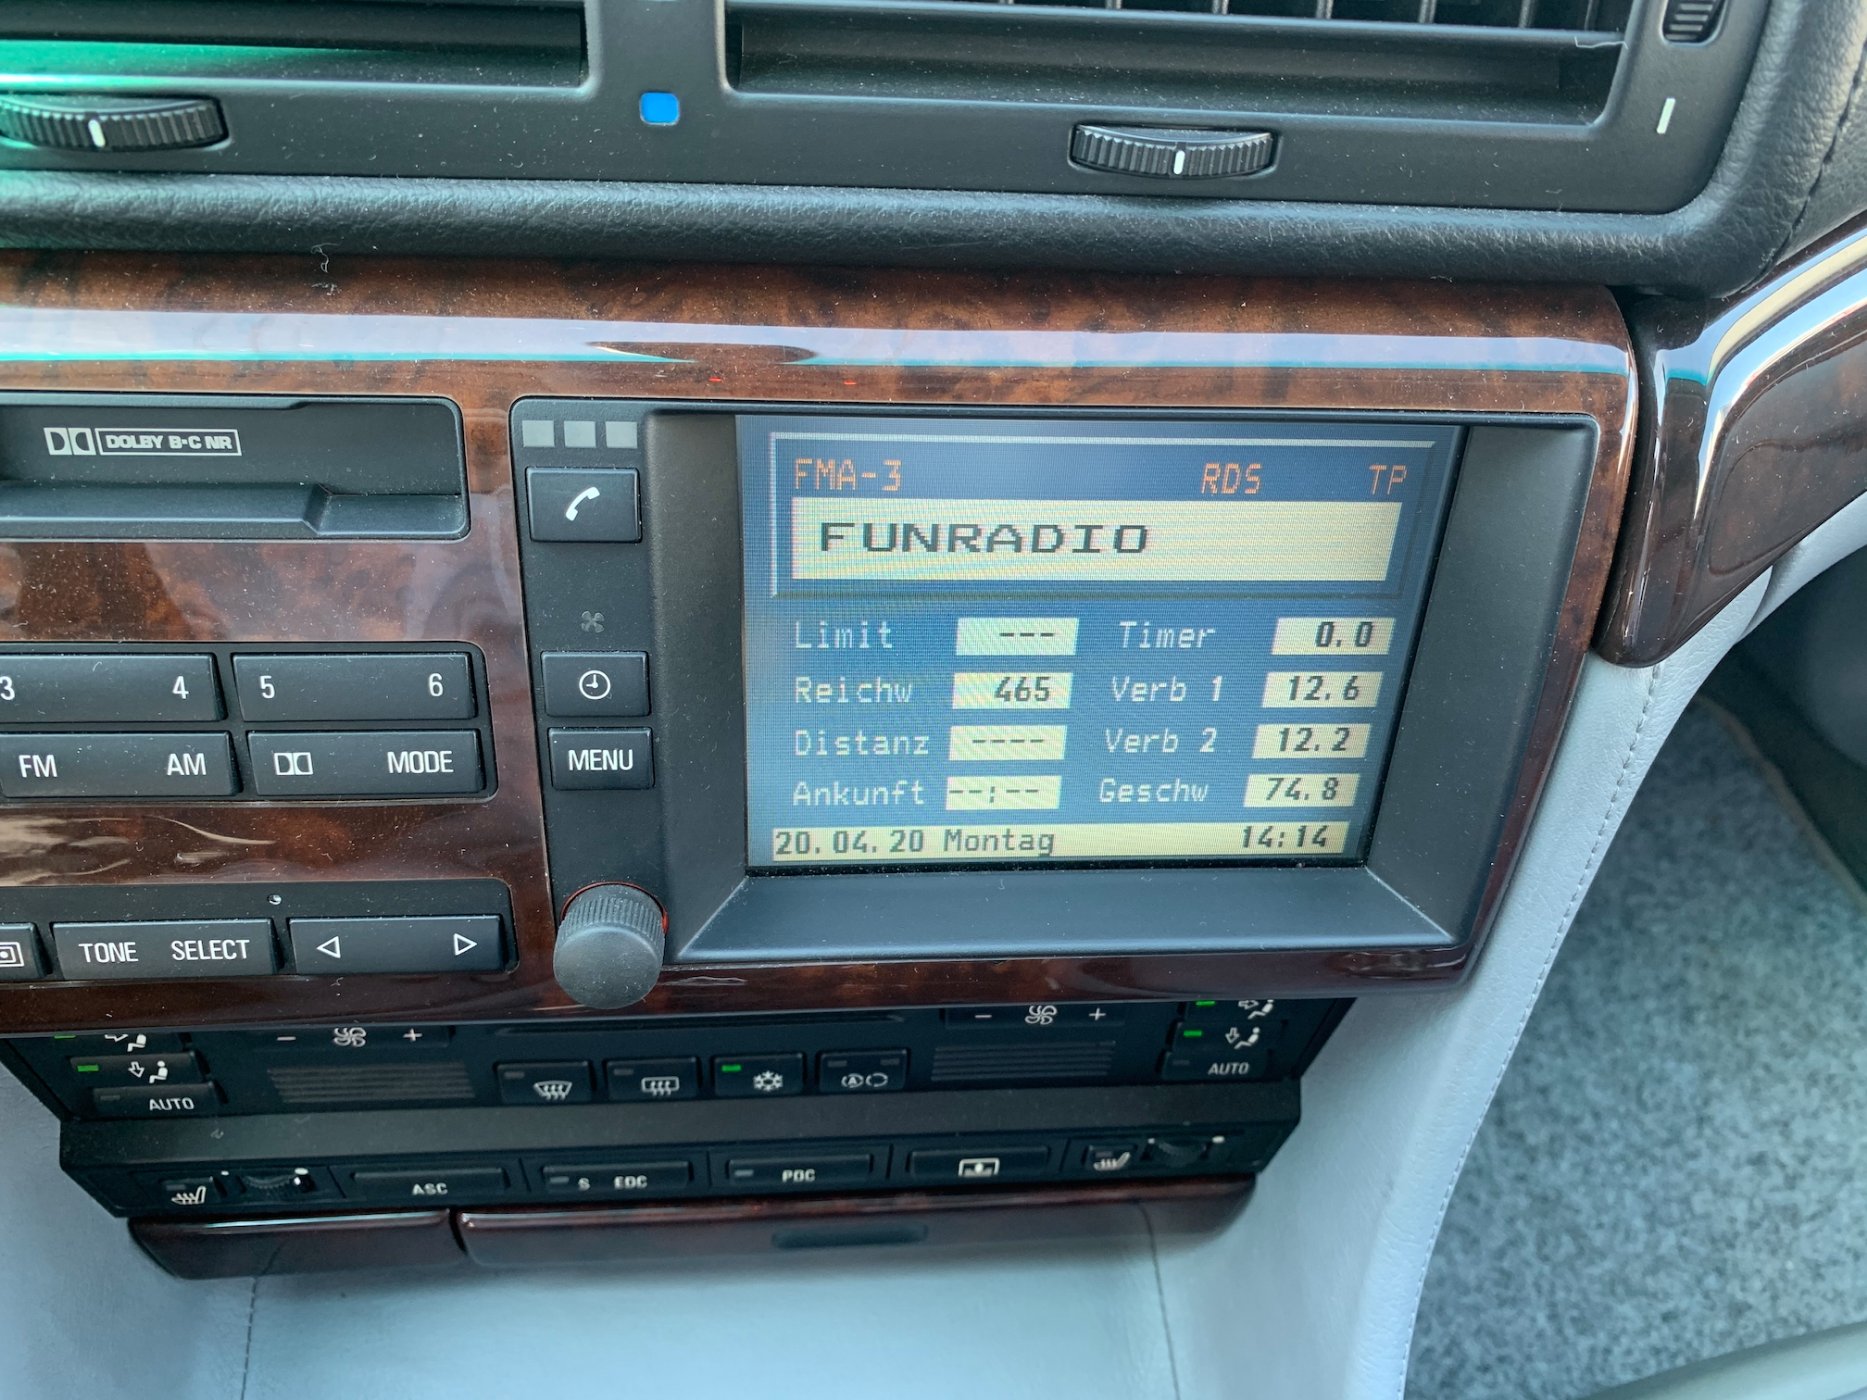 DOLBY B-C NR
FMA-3 RDS TP
FUNRADIO
Limit --- Timer 0.0
Reichw 465 Verb 1 12.6
Distanz ---- Verb 2 12.2
Ankunft --:-- Geschw 74.8
20.04.20 Montag 14:14
3 4 5 6
FM AM MODE
MENU
TONE SELECT
- + - +
AUTO AUTO
ASC S EDC PDC